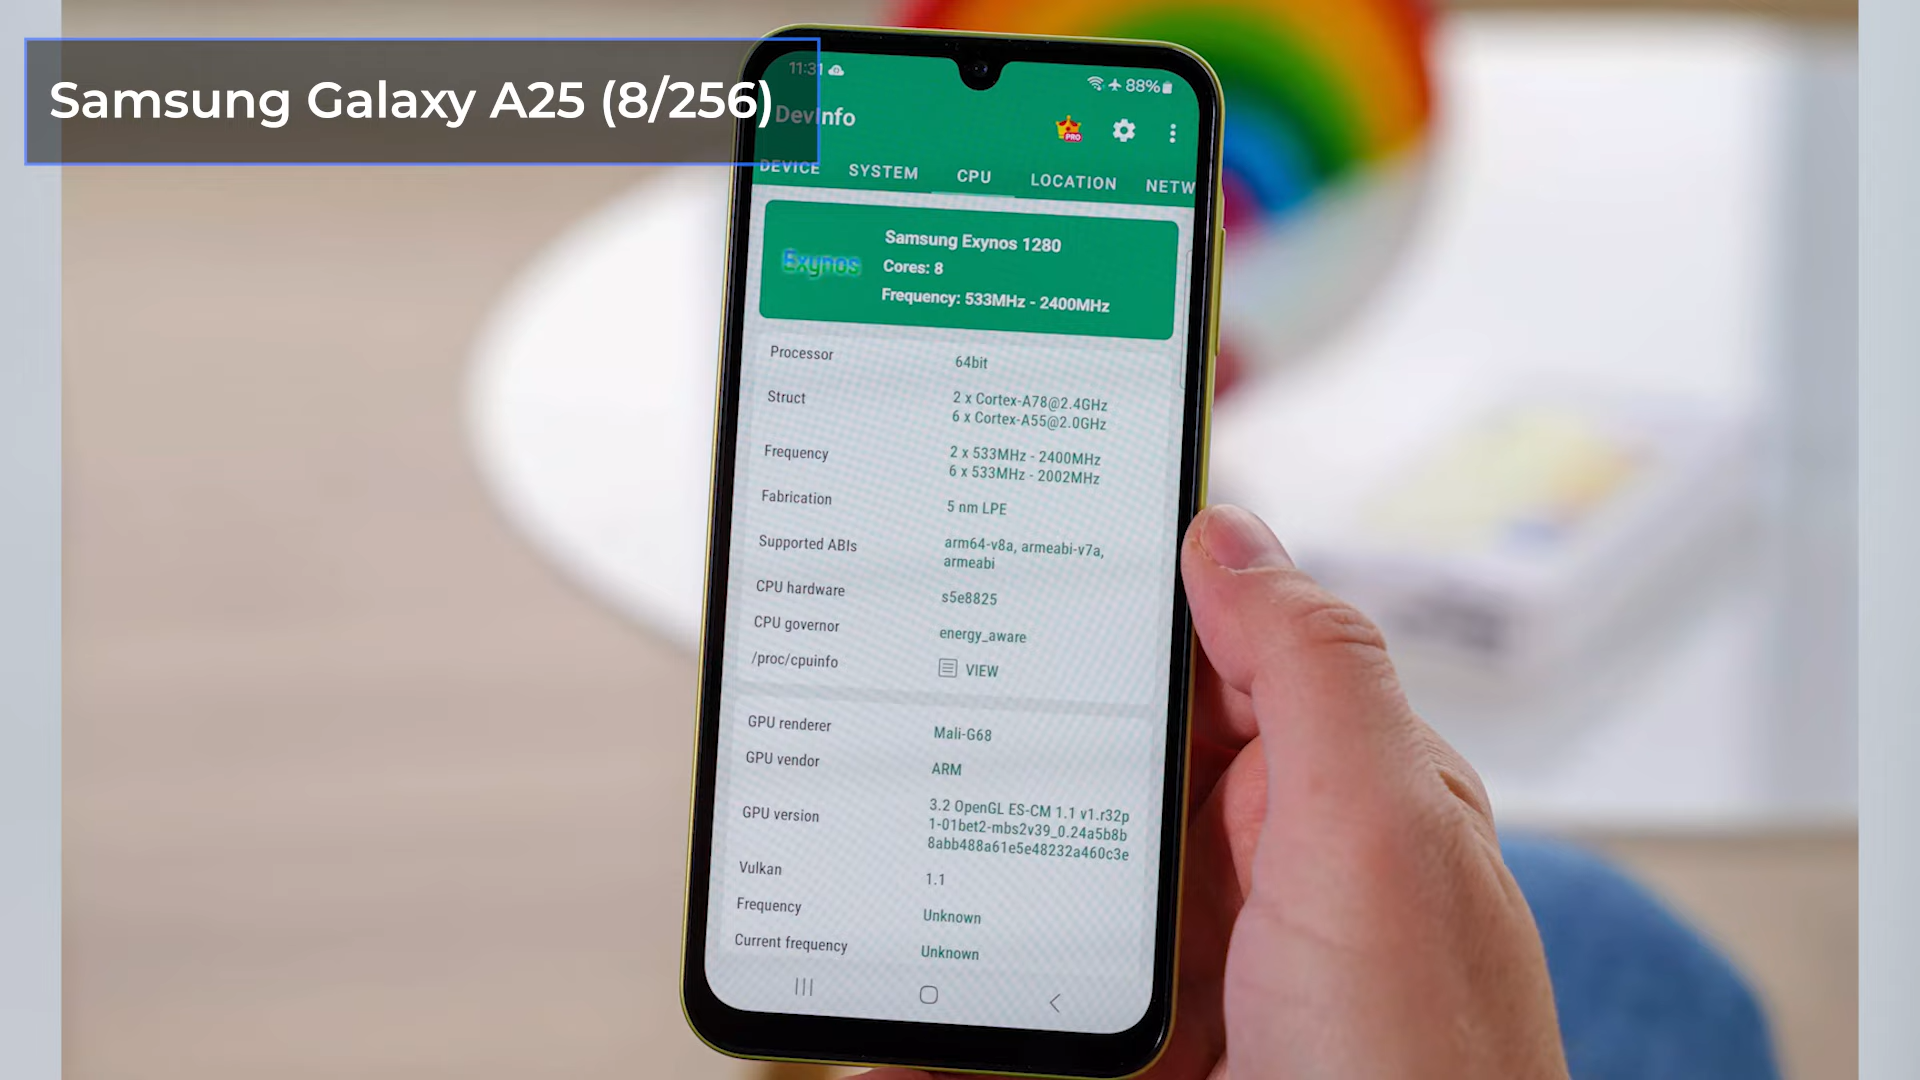 Samsung Galaxy A25 (8/256)
11:31
88%
DevInfo
PRO
DEVICE SYSTEM CPU LOCATION NETW
Exynos
Samsung Exynos 1280
Cores: 8
Frequency: 533MHz - 2400MHz
Processor 64bit
Struct 2 x Cortex-A78@2.4GHz
6 x Cortex-A55@2.0GHz
Frequency 2 x 533MHz - 2400MHz
6 x 533MHz - 2002MHz
Fabrication 5 nm LPE
Supported ABIs arm64-v8a, armeabi-v7a,
armeabi
CPU hardware s5e8825
CPU governor energy_aware
/proc/cpuinfo VIEW
GPU renderer Mali-G68
GPU vendor ARM
GPU version 3.2 OpenGL ES-CM 1.1 v1.r32p
1-01bet2-mbs2v39_0.24a5b8b
8abb488a61e5e48232a460c3e
Vulkan 1.1
Frequency Unknown
Current frequency Unknown